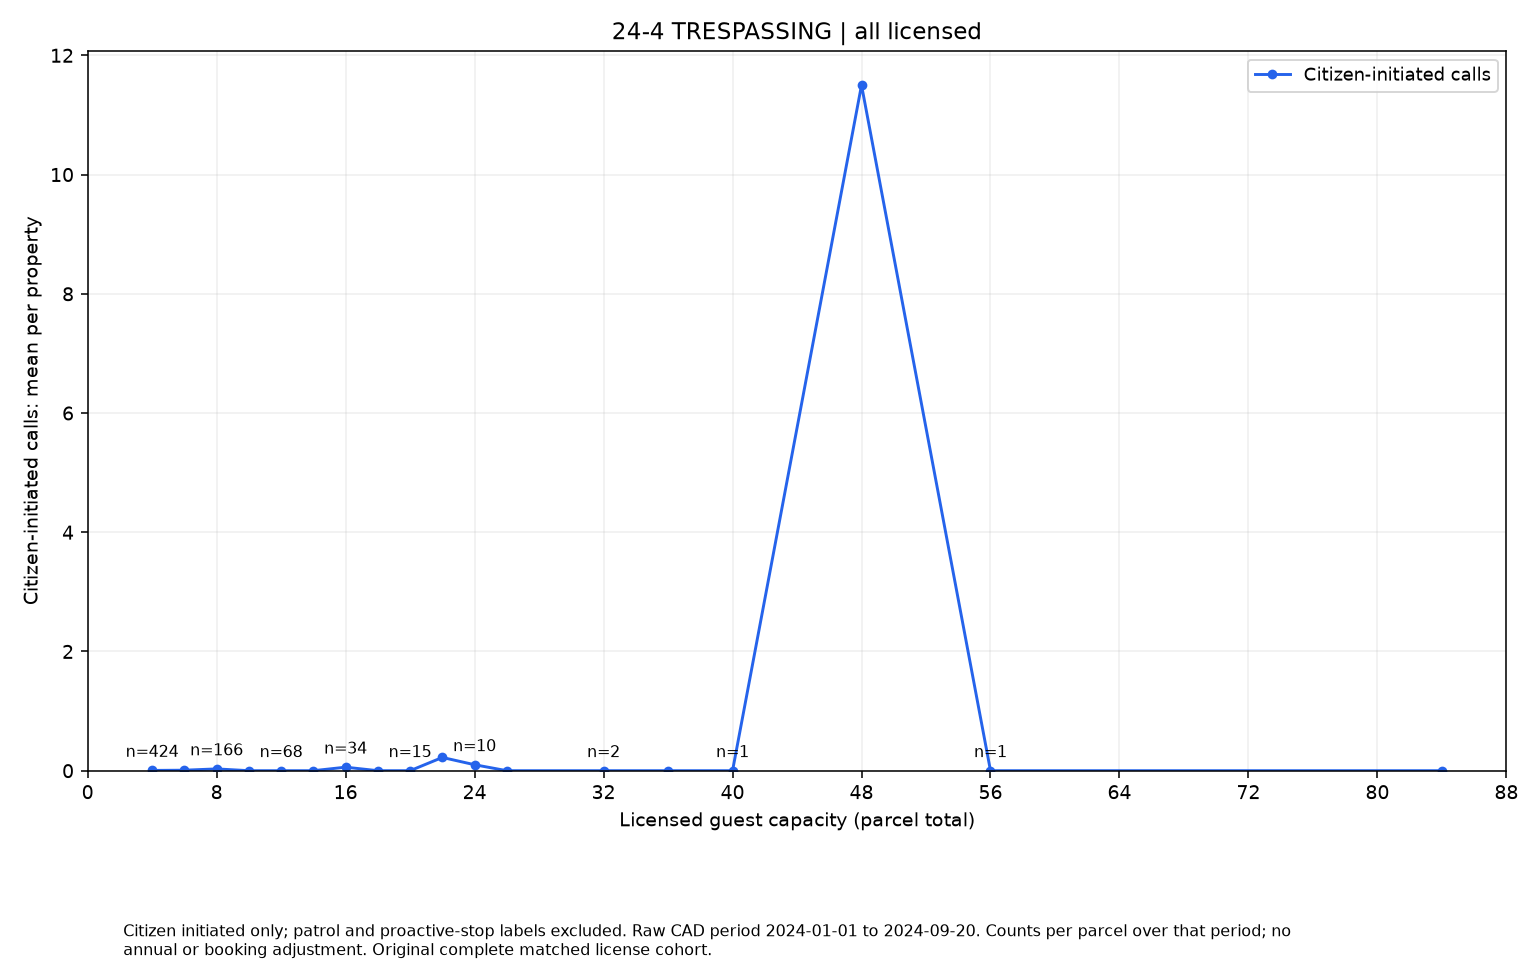 24-4 TRESPASSING | all licensed
Citizen-initiated calls
Citizen-initiated calls: mean per property
12
10
8
6
4
2
0
n=424 n=166 n=68 n=34 n=15 n=10 n=2 n=1 n=1
0 8 16 24 32 40 48 56 64 72 80 88
Licensed guest capacity (parcel total)
Citizen initiated only; patrol and proactive-stop labels excluded. Raw CAD period 2024-01-01 to 2024-09-20. Counts per parcel over that period; no
annual or booking adjustment. Original complete matched license cohort.